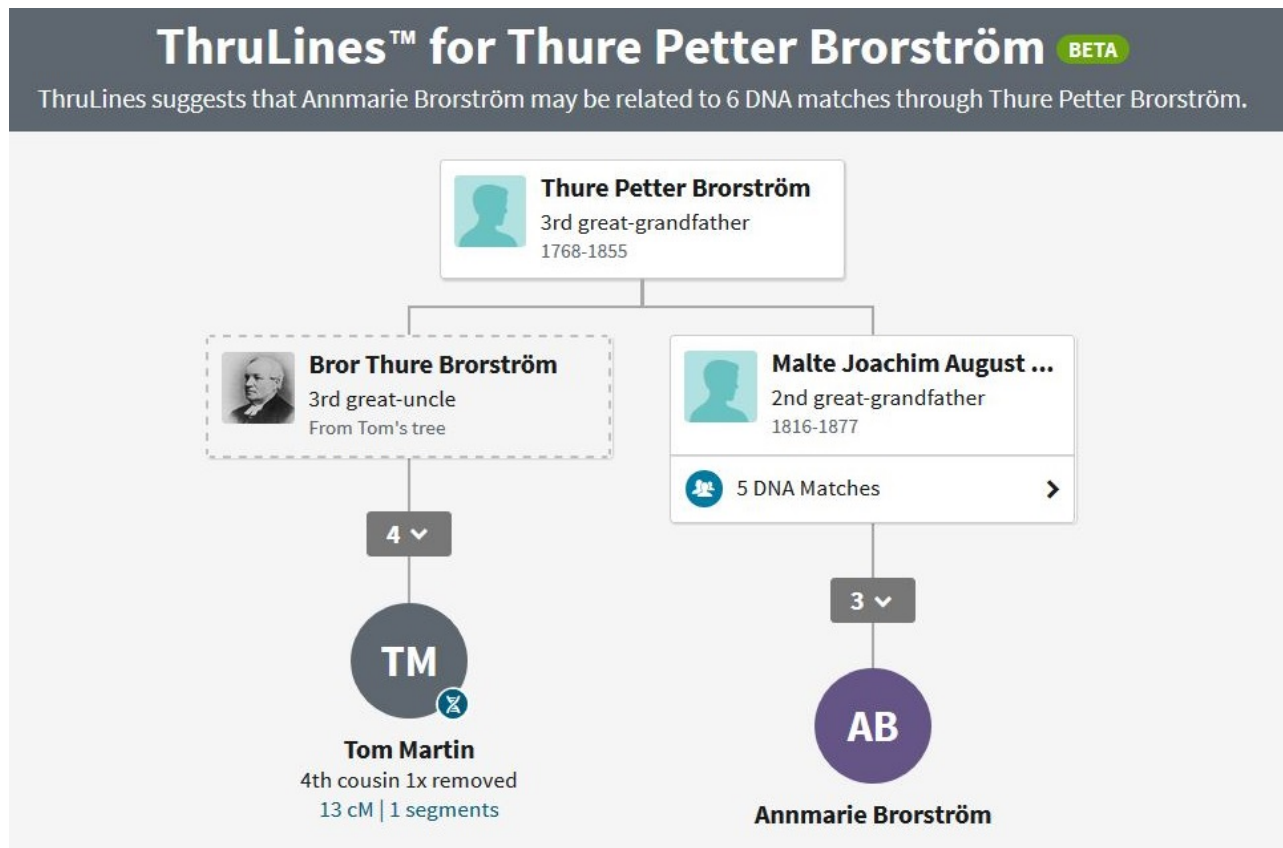 ThruLines™ for Thure Petter Brorström BETA
ThruLines suggests that Annmarie Brorström may be related to 6 DNA matches through Thure Petter Brorström.
Thure Petter Brorström
3rd great-grandfather
1768-1855
Bror Thure Brorström
3rd great-uncle
From Tom's tree
Malte Joachim August ...
2nd great-grandfather
1816-1877
5 DNA Matches
4
3
TM
Tom Martin
4th cousin 1x removed
13 cM | 1 segments
AB
Annmarie Brorström